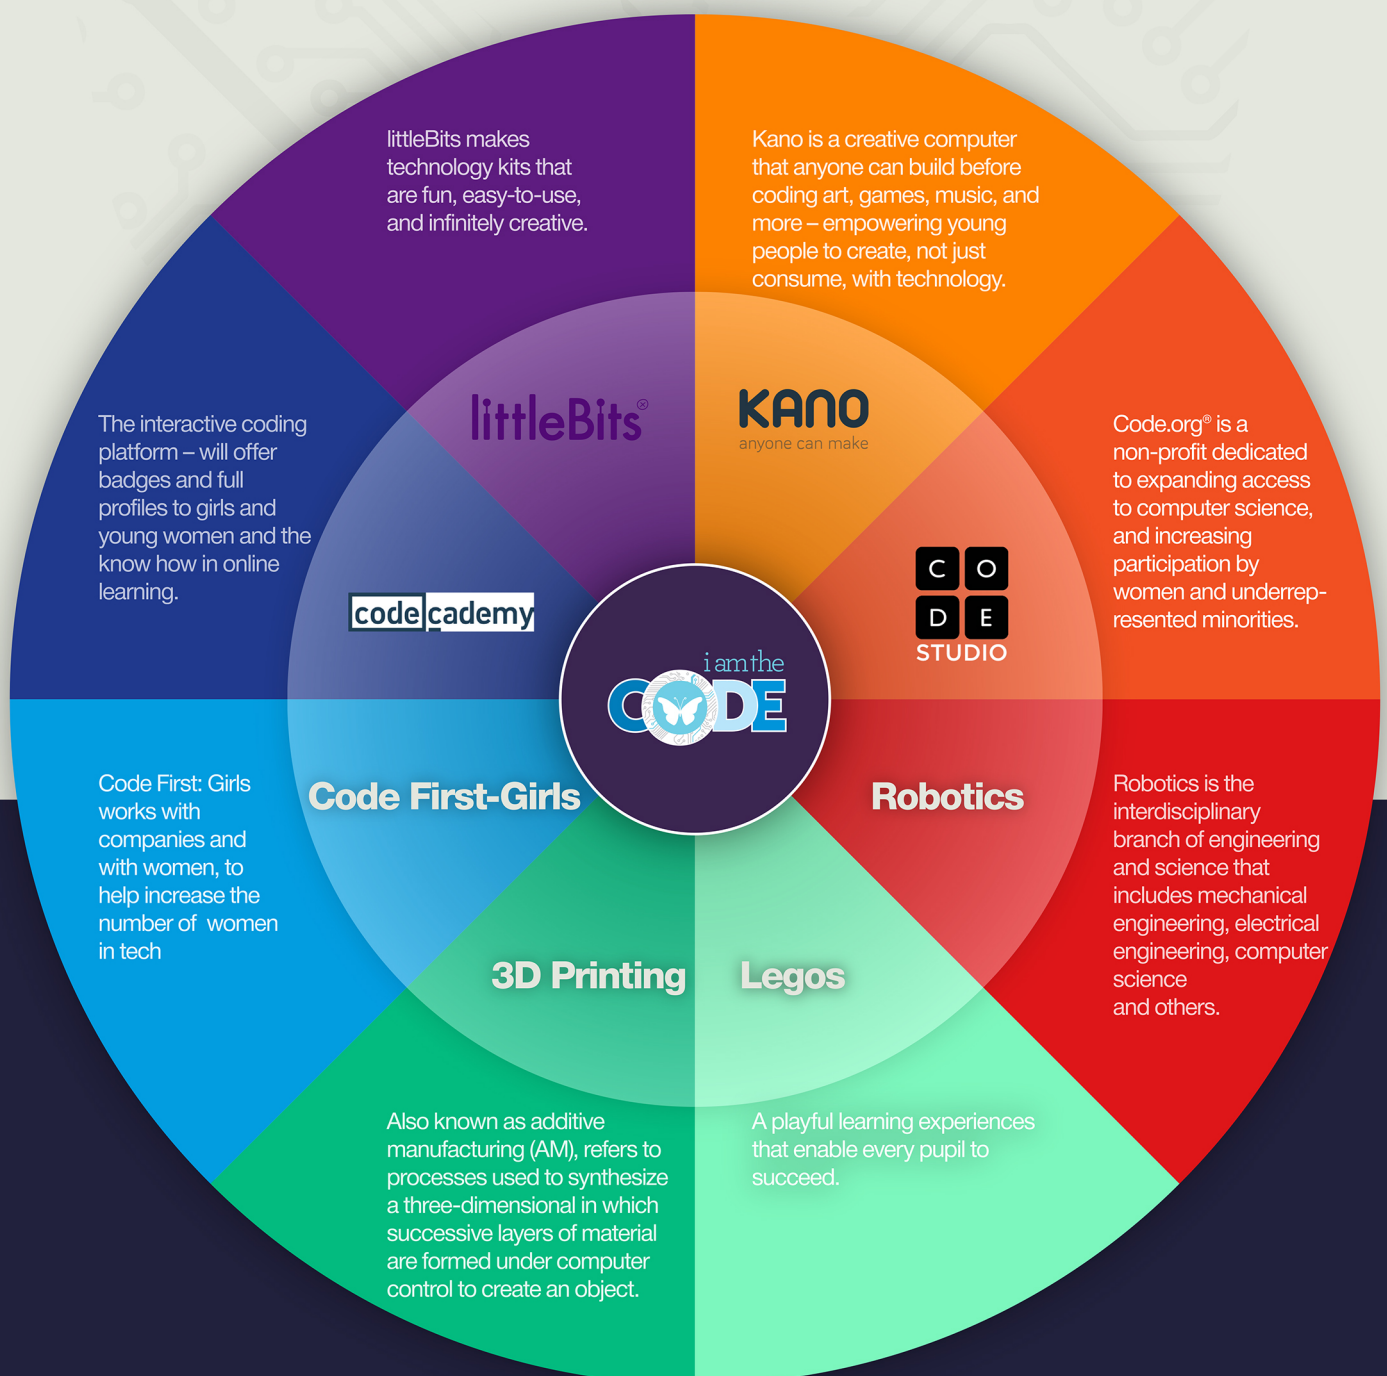 littleBits makes
technology kits that
are fun, easy-to-use,
and infinitely creative.
Kano is a creative computer
that anyone can build before
coding art, games, music, and
more – empowering young
people to create, not just
consume, with technology.
littleBits®
KANO
anyone can make
The interactive coding
platform – will offer
badges and full
profiles to girls and
young women and the
know how in online
learning.
codecademy
C O
D E
STUDIO
Code.org® is a
non-profit dedicated
to expanding access
to computer science,
and increasing
participation by
women and underrep-
resented minorities.
i am the
CODE
Code First: Girls
works with
companies and
with women, to
help increase the
number of  women
in tech
Code First-Girls
Robotics
Robotics is the
interdisciplinary
branch of engineering
and science that
includes mechanical
engineering, electrical
engineering, computer
science
and others.
3D Printing
Legos
Also known as additive
manufacturing (AM), refers to
processes used to synthesize
a three-dimensional in which
successive layers of material
are formed under computer
control to create an object.
A playful learning experiences
that enable every pupil to
succeed.